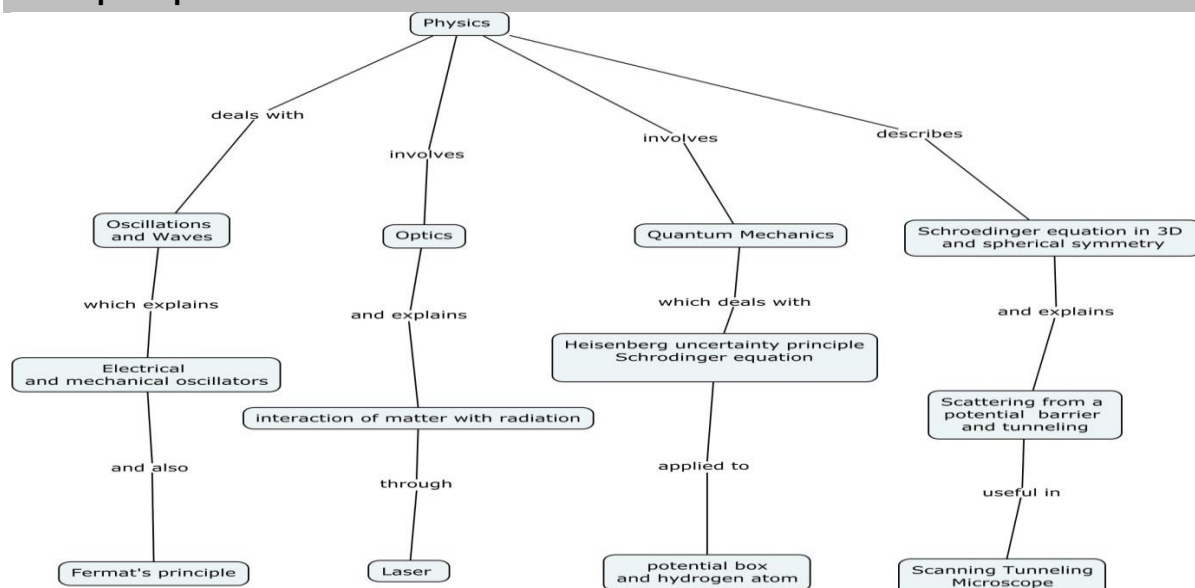 Physics
deals with
involves
involves
describes
Oscillations
and Waves
Optics
Quantum Mechanics
Schroedinger equation in 3D
and spherical symmetry
which explains
and explains
which deals with
and explains
Electrical
and mechanical oscillators
interaction of matter with radiation
Heisenberg uncertainty principle
Schrodinger equation
Scattering from a
potential barrier
and tunneling
and also
through
applied to
useful in
Fermat's principle
Laser
potential box
and hydrogen atom
Scanning Tunneling
Microscope